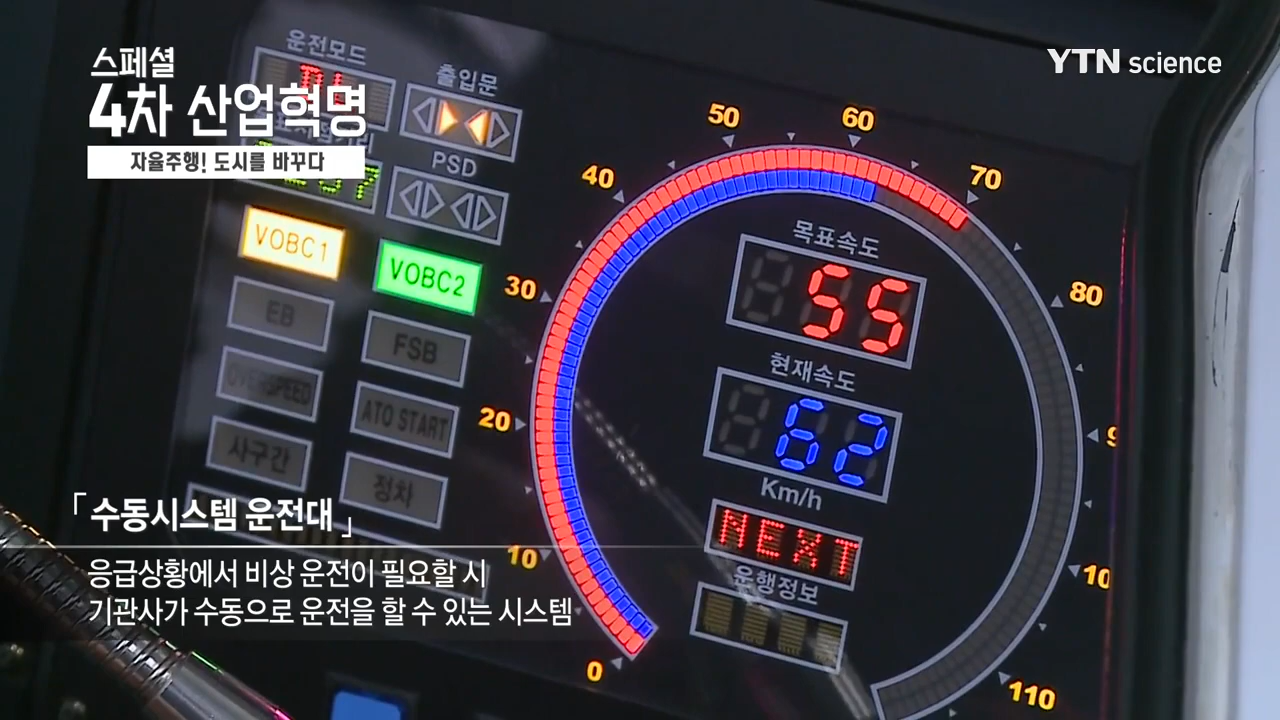 스페셜
4차 산업혁명
자율주행! 도시를 바꾸다
YTN science
운전모드
출입문
PSD
VOBC1
VOBC2
EB
FSB
OVERSPEED
ATO START
사구간
정차
0
10
20
30
40
50
60
70
80
110
목표속도
55
현재속도
62
Km/h
NEXT
운행정보
「수동시스템 운전대」
응급상황에서 비상 운전이 필요할 시
기관사가 수동으로 운전을 할 수 있는 시스템